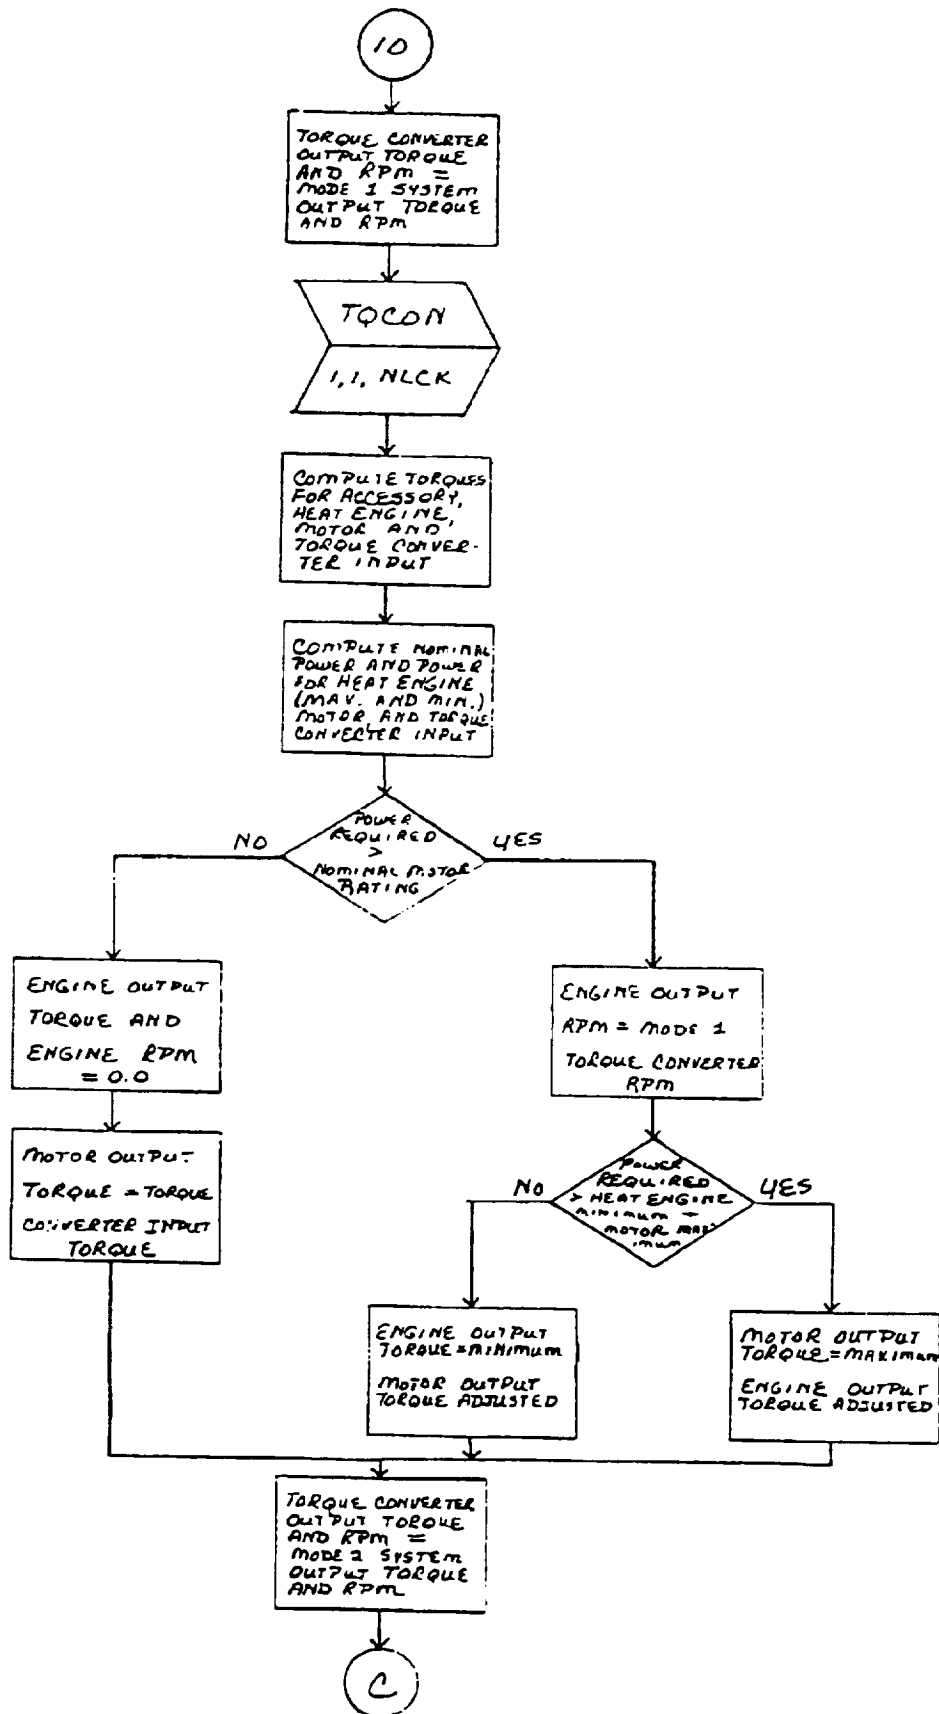 10
TORQUE CONVERTER
OUTPUT TORQUE
AND RPM =
MODE 1 SYSTEM
OUTPUT TORQUE
AND RPM
TQCON
1, 1, NLCK
COMPUTE TORQUES
FOR ACCESSORY,
HEAT ENGINE,
MOTOR AND
TORQUE CONVER-
TER INPUT
COMPUTE NOMINAL
POWER AND POWER
FOR HEAT ENGINE
(MAV. AND MIN.)
MOTOR, AND TORQUE
CONVERTER INPUT
POWER
REQUIRED
>
NOMINAL MOTOR
RATING
NO
YES
ENGINE OUTPUT
TORQUE AND
ENGINE RPM
= 0.0
MOTOR OUTPUT
TORQUE = TORQUE
CONVERTER INPUT
TORQUE
ENGINE OUTPUT
RPM = MODE 1
TORQUE CONVERTER
RPM
POWER
REQUIRED
> HEAT ENGINE
MINIMUM
MOTOR MAX-
IMUM
NO
YES
ENGINE OUTPUT
TORQUE = MINIMUM
MOTOR OUTPUT
TORQUE ADJUSTED
MOTOR OUTPUT
TORQUE = MAXIMUM
ENGINE OUTPUT
TORQUE ADJUSTED
TORQUE CONVERTER
OUTPUT TORQUE
AND RPM =
MODE 2 SYSTEM
OUTPUT TORQUE
AND RPM
C